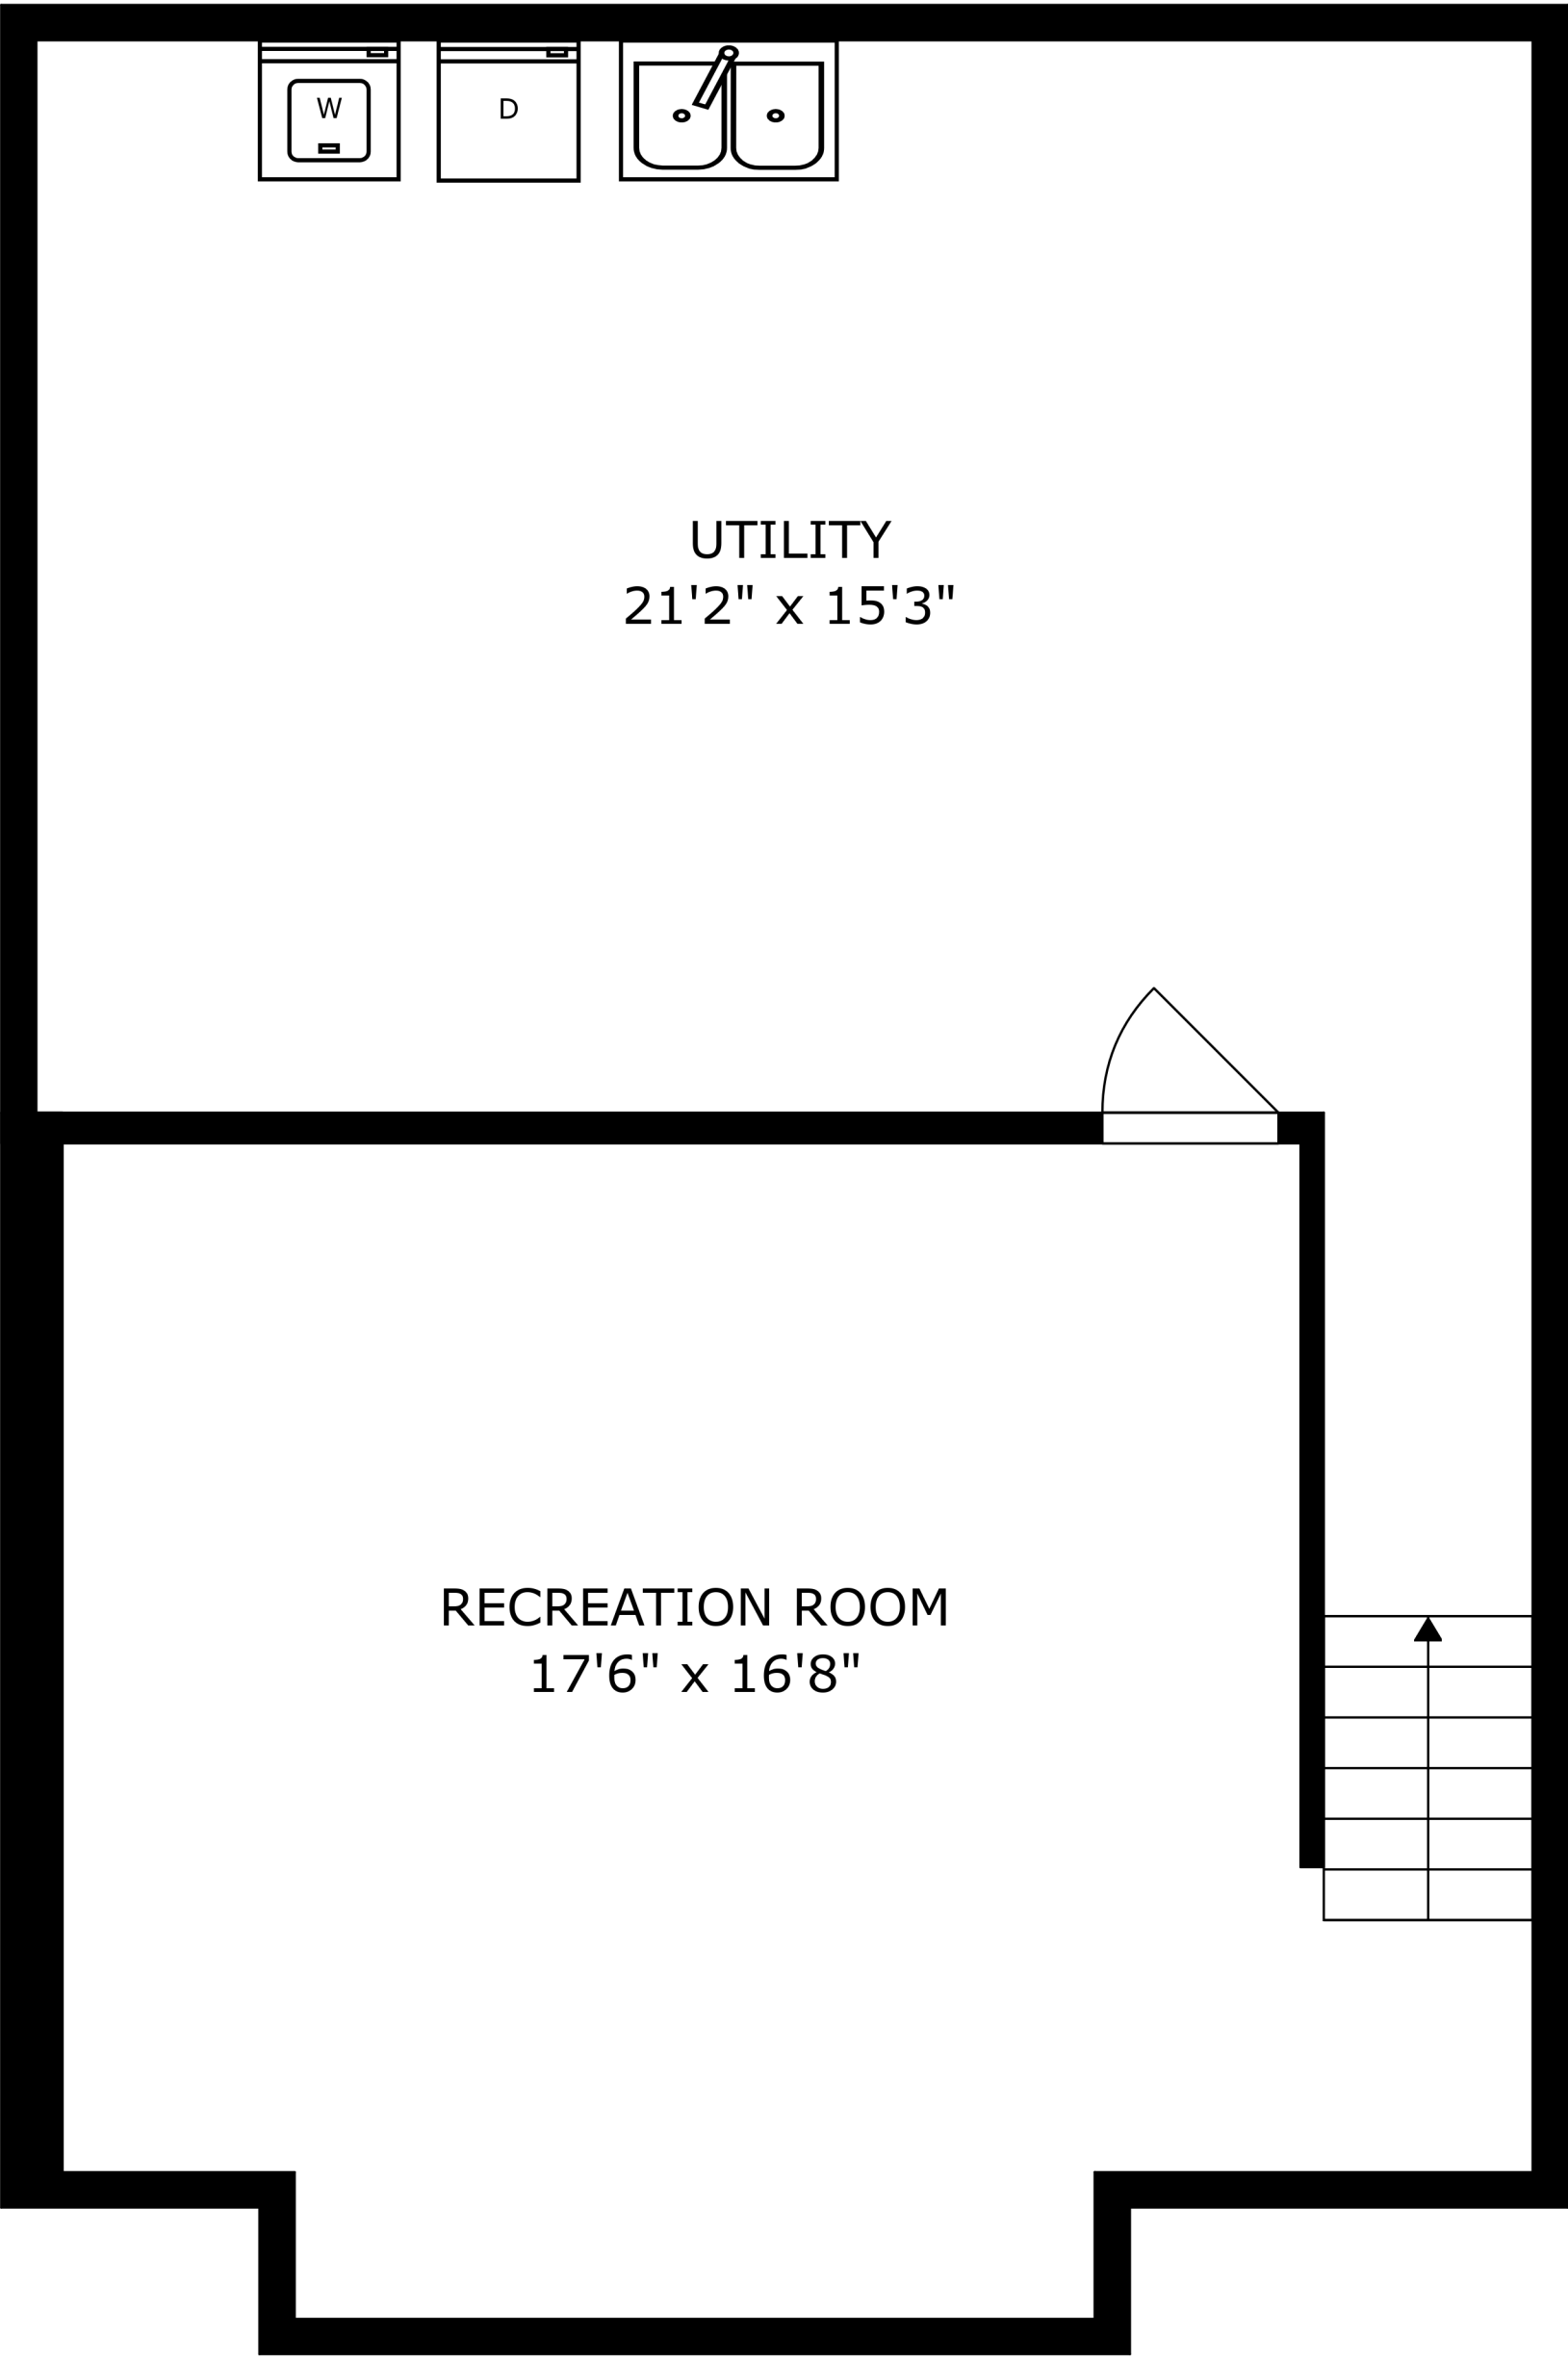 W
D
UTILITY
21'2" x 15'3"
RECREATION ROOM
17'6" x 16'8"